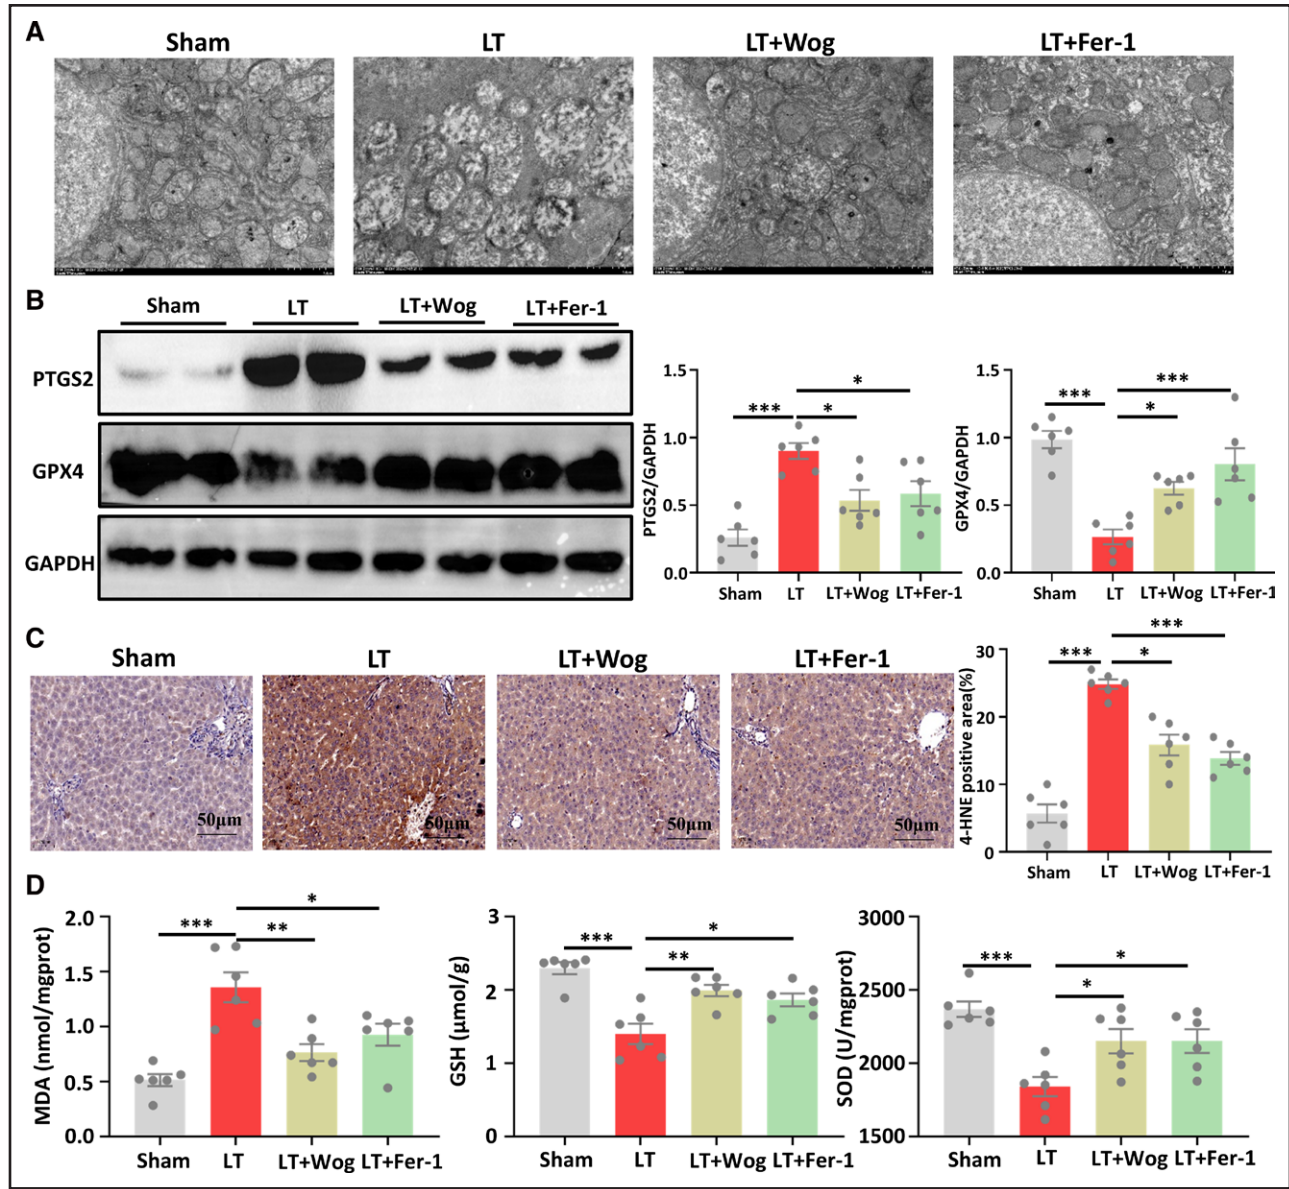 A
Sham
LT
LT+Wog
LT+Fer-1
B
Sham
LT
LT+Wog
LT+Fer-1
PTGS2
GPX4
GAPDH
PTGS2/GAPDH
1.5
1.0
0.5
0.0
***
*
*
Sham
LT
LT+Wog
LT+Fer-1
GPX4/GAPDH
1.5
1.0
0.5
0.0
***
*
***
Sham
LT
LT+Wog
LT+Fer-1
C
Sham
LT
LT+Wog
LT+Fer-1
50μm
50μm
50μm
50μm
4-HNE positive area(%)
30
20
10
0
***
*
***
Sham
LT
LT+Wog
LT+Fer-1
D
MDA (nmol/mgprot)
2.0
1.5
1.0
0.5
0.0
***
**
*
Sham
LT
LT+Wog
LT+Fer-1
GSH (μmol/g)
3
2
1
0
***
**
*
Sham
LT
LT+Wog
LT+Fer-1
SOD (U/mgprot)
3000
2500
2000
1500
***
*
*
Sham
LT
LT+Wog
LT+Fer-1